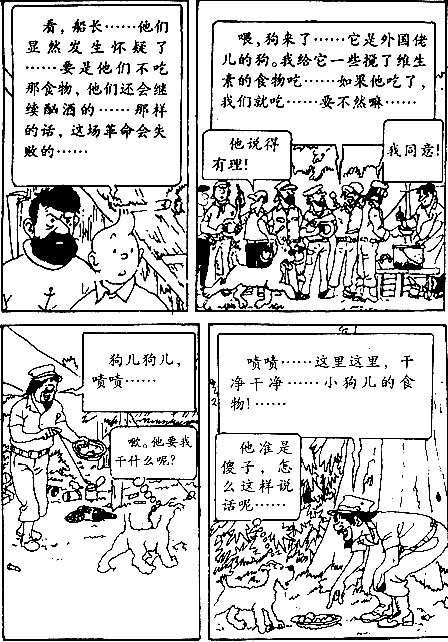 看，船长……他们
显然发生怀疑了
……要是他们不吃
那食物，他们还会继
续酗酒的……那样
的话，这场革命会失
败的……
喂，狗来了……它是外国佬
儿的狗。我给它一些搅了维生
素的食物吃……如果他吃了，
我们就吃……要不然嘛……
他说得
有理！
我同意！
狗儿狗儿，
啧啧……
啾。他要我
干什么呢？
啧啧……这里这里，干
净干净……小狗儿的食
物！……
他准是
傻子，怎
么这样说
话呢……